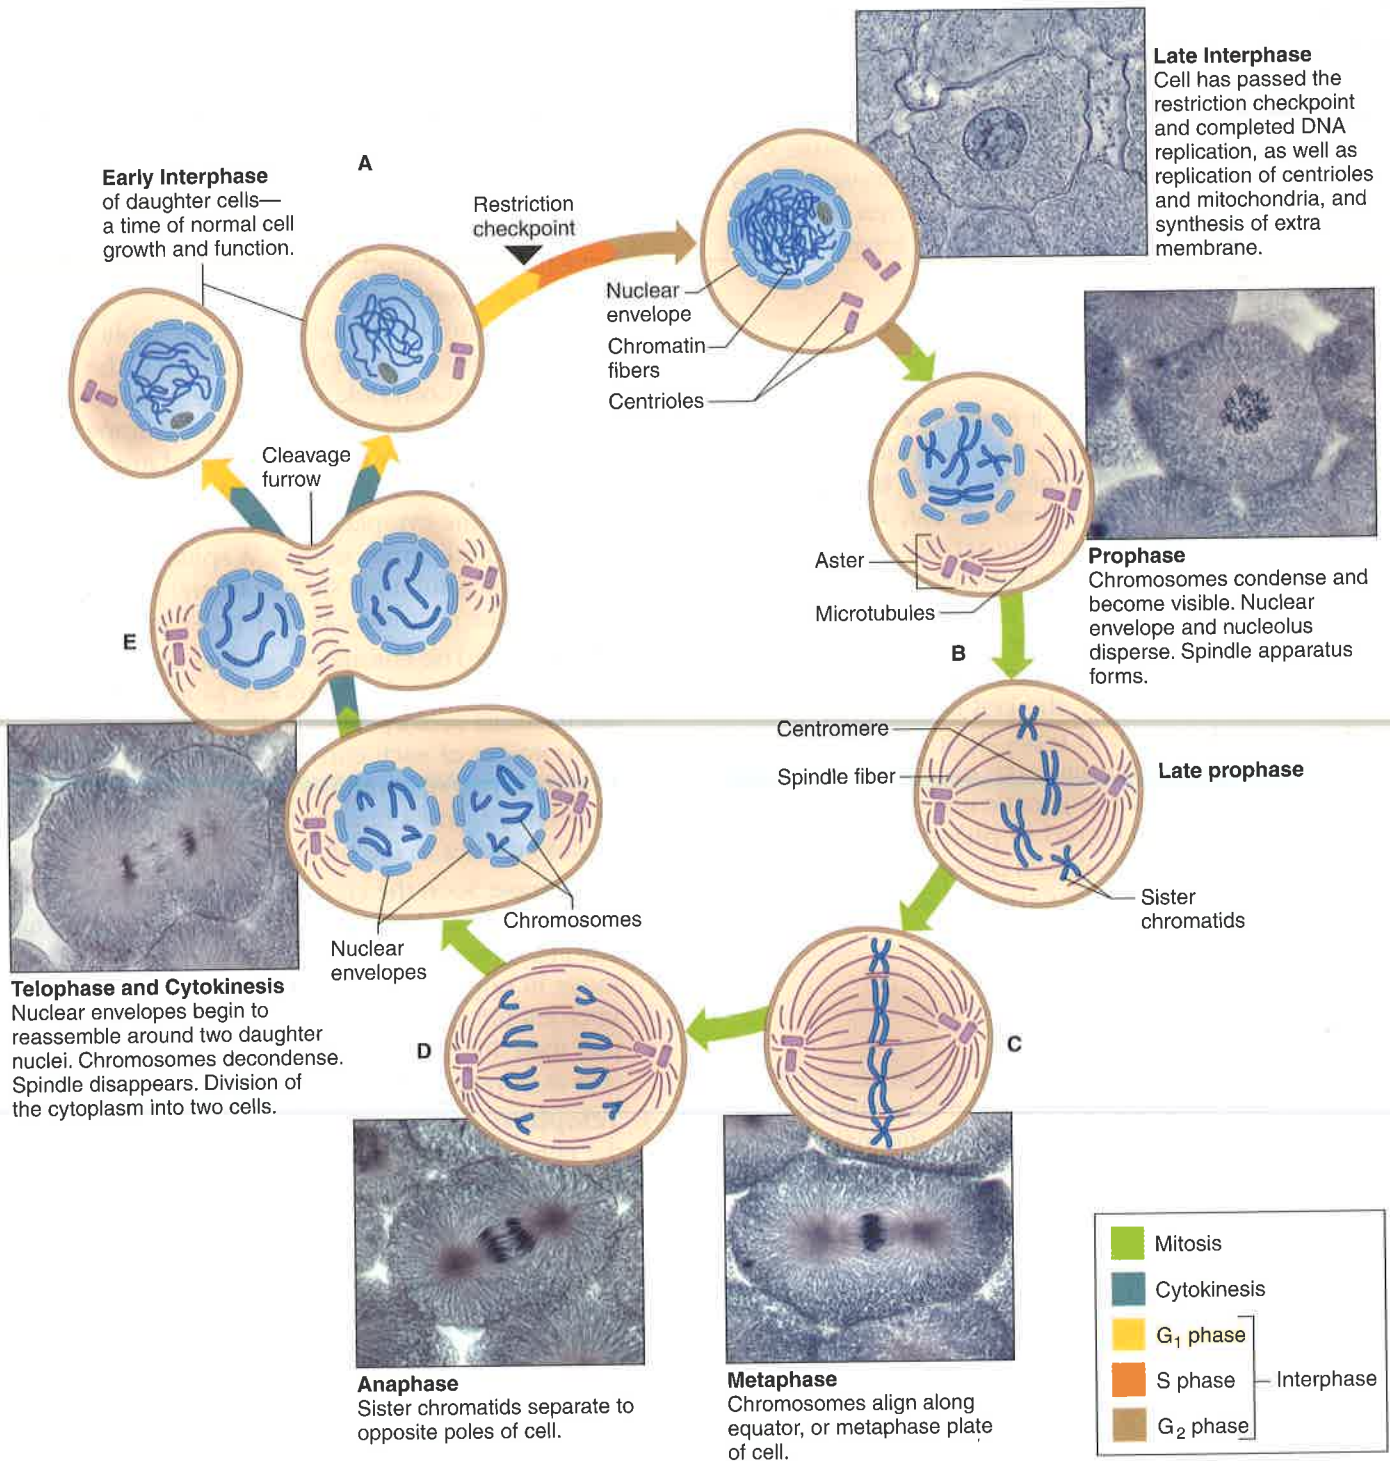 A
Early Interphase
of daughter cells—
a time of normal cell
growth and function.
Restriction
checkpoint
Late Interphase
Cell has passed the
restriction checkpoint
and completed DNA
replication, as well as
replication of centrioles
and mitochondria, and
synthesis of extra
membrane.
Nuclear
envelope
Chromatin
fibers
Centrioles
Cleavage
furrow
Aster
Microtubules
Prophase
Chromosomes condense and
become visible. Nuclear
envelope and nucleolus
disperse. Spindle apparatus
forms.
E
B
Centromere
Spindle fiber
Late prophase
Sister
chromatids
Chromosomes
Nuclear
envelopes
Telophase and Cytokinesis
Nuclear envelopes begin to
reassemble around two daughter
nuclei. Chromosomes decondense.
Spindle disappears. Division of
the cytoplasm into two cells.
D
C
Anaphase
Sister chromatids separate to
opposite poles of cell.
Metaphase
Chromosomes align along
equator, or metaphase plate
of cell.
Mitosis
Cytokinesis
G₁ phase
S phase
G₂ phase
Interphase